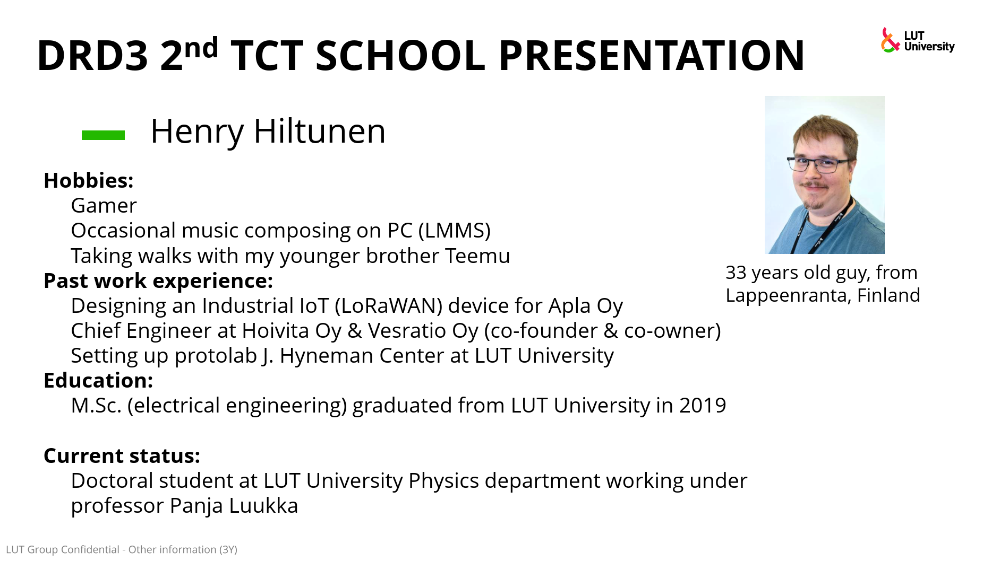 DRD3 2nd TCT SCHOOL PRESENTATION
LUT
University
Henry Hiltunen
Hobbies:
Gamer
Occasional music composing on PC (LMMS)
Taking walks with my younger brother Teemu
Past work experience:
Designing an Industrial IoT (LoRaWAN) device for Apla Oy
Chief Engineer at Hoivita Oy & Vesratio Oy (co-founder & co-owner)
Setting up protolab J. Hyneman Center at LUT University
Education:
M.Sc. (electrical engineering) graduated from LUT University in 2019
Current status:
Doctoral student at LUT University Physics department working under
professor Panja Luukka
33 years old guy, from
Lappeenranta, Finland
LUT Group Confidential - Other information (3Y)